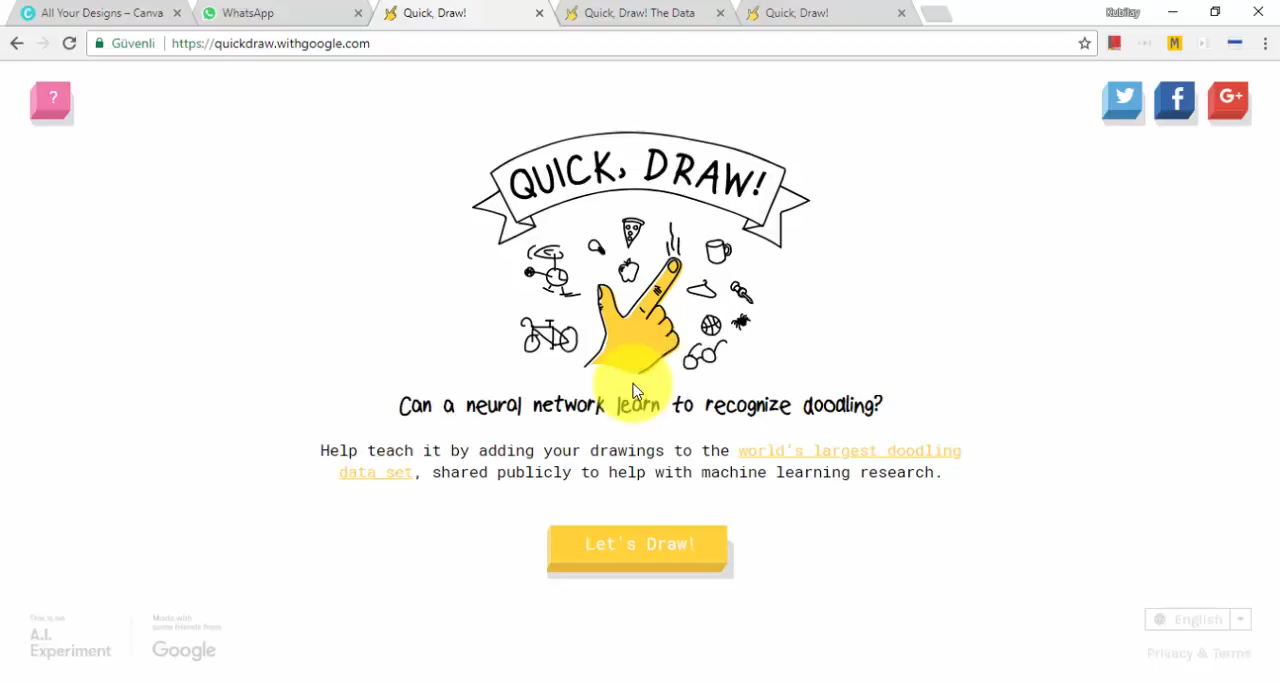 All Your Designs – Canva
WhatsApp
Quick, Draw!
Quick, Draw! The Data
Quick, Draw!
Kubilay
Güvenli
https://quickdraw.withgoogle.com
?
f
G+
QUICK, DRAW!
Can a neural network learn to recognize doodling?
Help teach it by adding your drawings to the world's largest doodling
data set, shared publicly to help with machine learning research.
Let's Draw!
This is an
A.I.
Experiment
Made with
some friends from
Google
English
Privacy & Terms